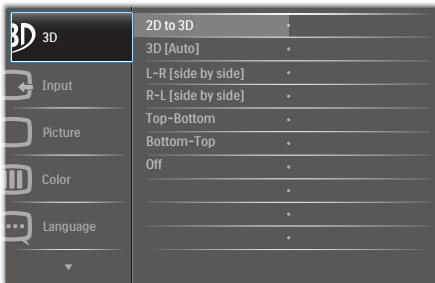 3D
3D
Input
Picture
Color
Language
2D to 3D
3D [Auto]
L-R [side by side]
R-L [side by side]
Top-Bottom
Bottom-Top
Off